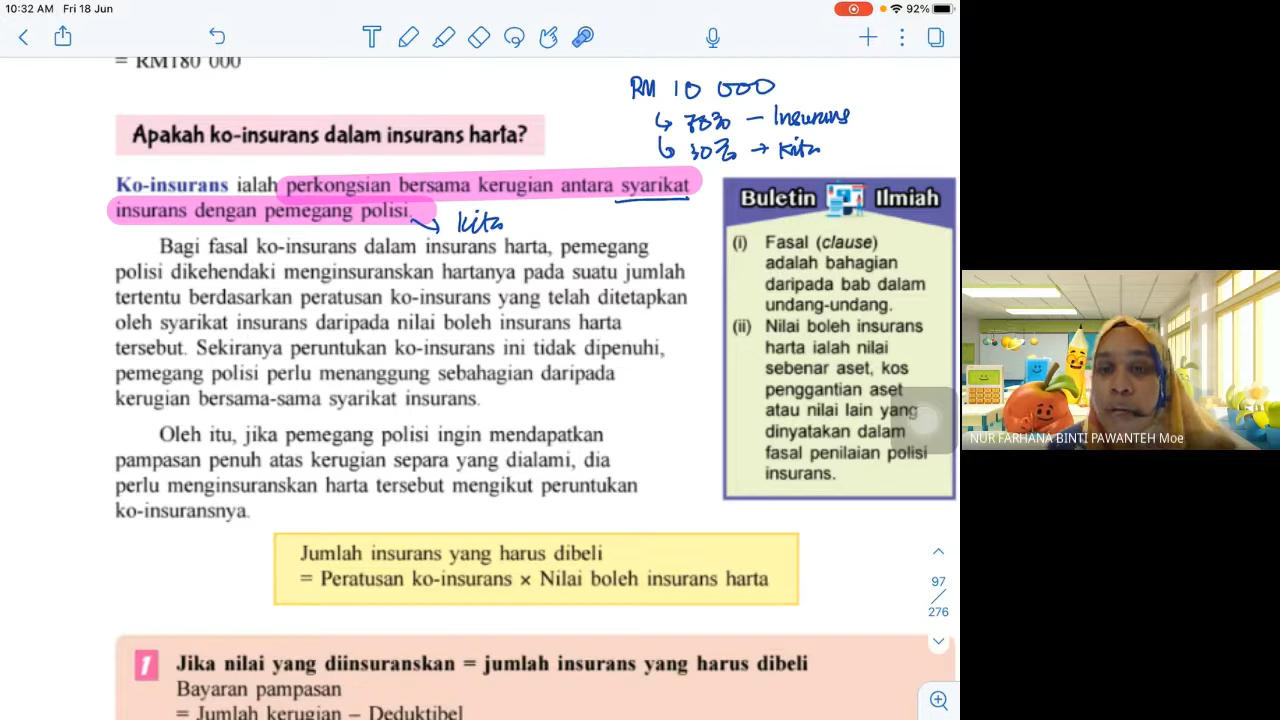 10:32 AM Fri 18 Jun
92%
= RM180 000
RM 10 000
↳ 70% - Insurans
↳ 30% → kita
Apakah ko-insurans dalam insurans harta?
Ko-insurans ialah perkongsian bersama kerugian antara syarikat
insurans dengan pemegang polisi.
kita
Bagi fasal ko-insurans dalam insurans harta, pemegang
polisi dikehendaki menginsuranskan hartanya pada suatu jumlah
tertentu berdasarkan peratusan ko-insurans yang telah ditetapkan
oleh syarikat insurans daripada nilai boleh insurans harta
tersebut. Sekiranya peruntukan ko-insurans ini tidak dipenuhi,
pemegang polisi perlu menanggung sebahagian daripada
kerugian bersama-sama syarikat insurans.
Oleh itu, jika pemegang polisi ingin mendapatkan
pampasan penuh atas kerugian separa yang dialami, dia
perlu menginsuranskan harta tersebut mengikut peruntukan
ko-insuransnya.
Buletin Ilmiah
(i) Fasal (clause)
adalah bahagian
daripada bab dalam
undang-undang.
(ii) Nilai boleh insurans
harta ialah nilai
sebenar aset, kos
penggantian aset
atau nilai lain yang
dinyatakan dalam
fasal penilaian polisi
insurans.
Jumlah insurans yang harus dibeli
= Peratusan ko-insurans × Nilai boleh insurans harta
97
/
276
1 Jika nilai yang diinsuranskan = jumlah insurans yang harus dibeli
Bayaran pampasan
= Jumlah kerugian – Deduktibel
NUR FARHANA BINTI PAWANTEH Moe